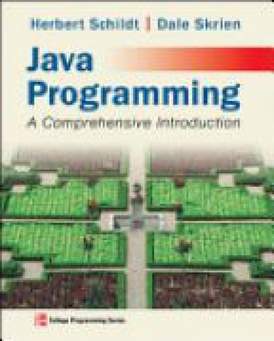 Herbert Schildt | Dale Skrien
Java
Programming
A Comprehensive Introduction
College Programming Series